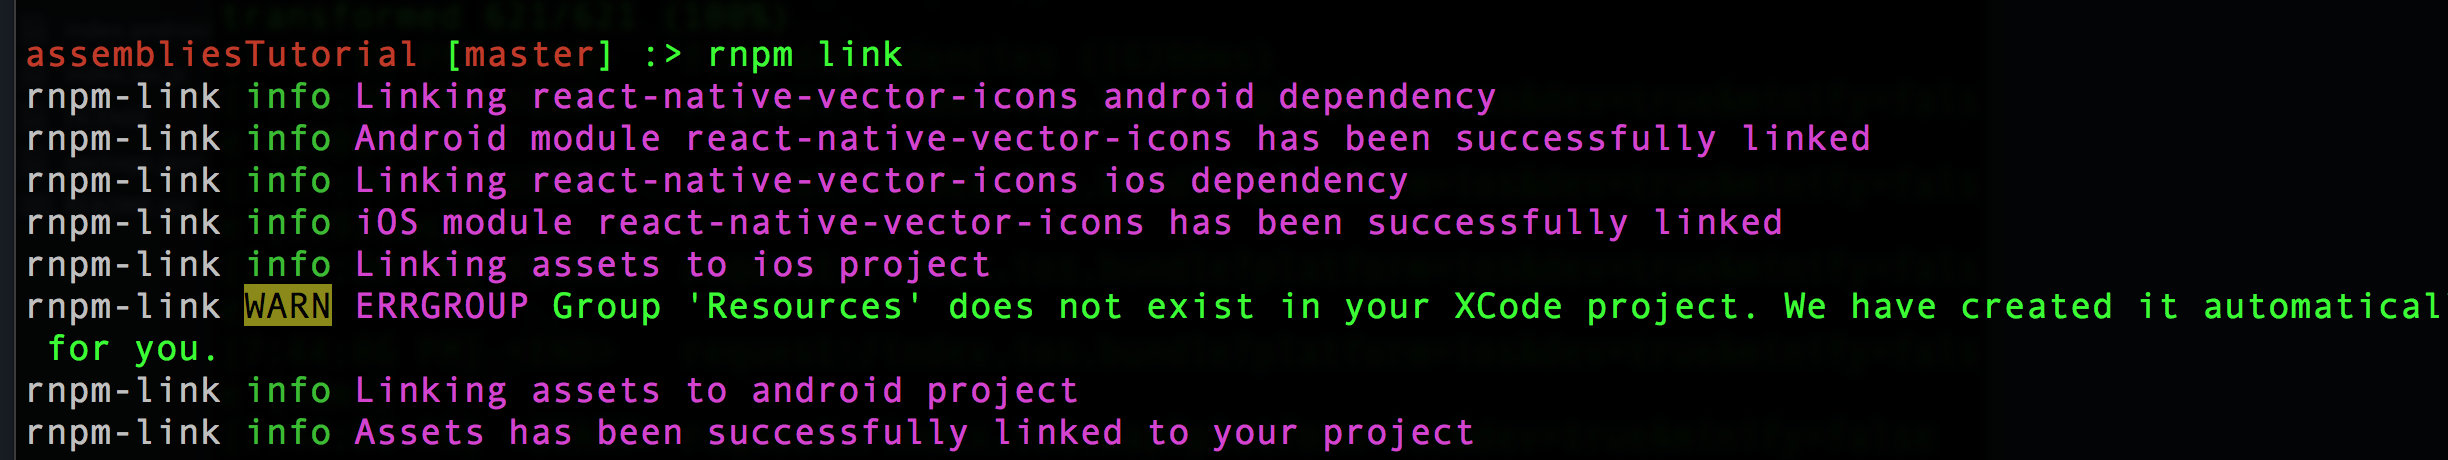 transformed 621/621 (100%)
assembliesTutorial [master] :> rnpm link
rnpm-link info Linking react-native-vector-icons android dependency
rnpm-link info Android module react-native-vector-icons has been successfully linked
rnpm-link info Linking react-native-vector-icons ios dependency
rnpm-link info iOS module react-native-vector-icons has been successfully linked
rnpm-link info Linking assets to ios project
rnpm-link WARN ERRGROUP Group 'Resources' does not exist in your XCode project. We have created it automatical
for you.
rnpm-link info Linking assets to android project
rnpm-link info Assets has been successfully linked to your project